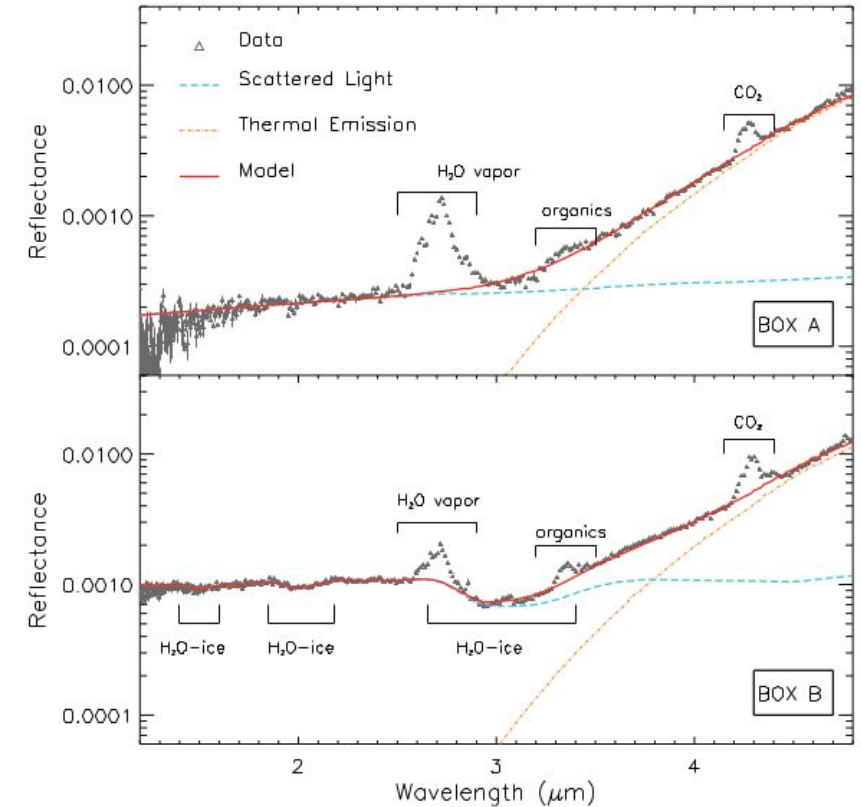 Data
Scattered Light
Thermal Emission
Model
H₂O vapor
organics
CO₂
0.0100
0.0010
0.0001
Reflectance
BOX A
CO₂
H₂O vapor
organics
0.0100
0.0010
0.0001
Reflectance
H₂O-ice H₂O-ice H₂O-ice
BOX B
2 3 4
Wavelength (μm)